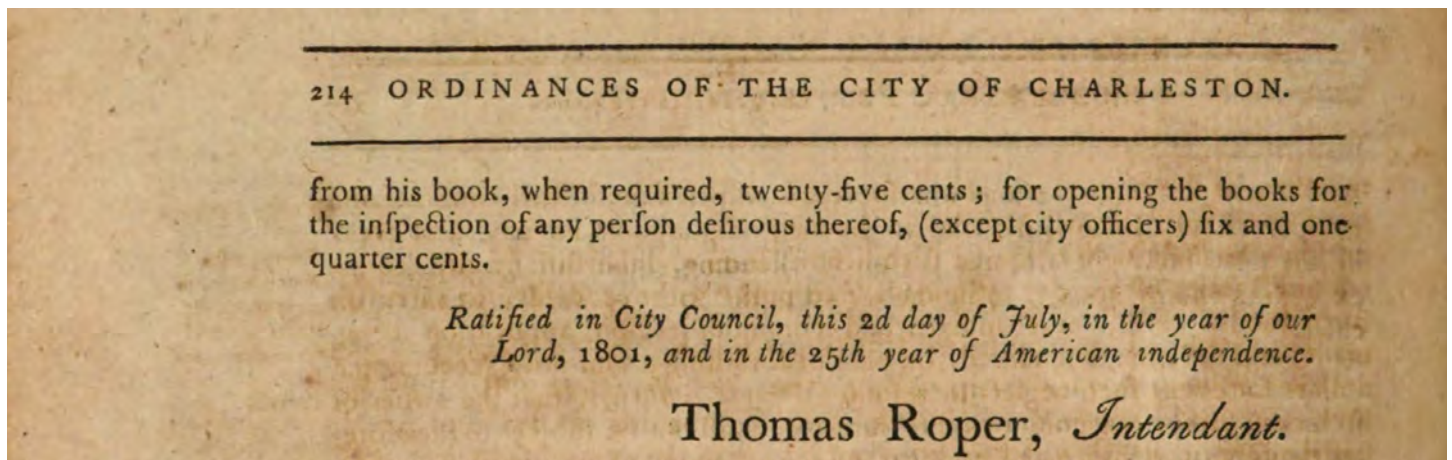 214 ORDINANCES OF THE CITY OF CHARLESTON.
from his book, when required, twenty-five cents; for opening the books for
the inſpection of any perſon deſirous thereof, (except city officers) ſix and one
quarter cents.
Ratified in City Council, this 2d day of July, in the year of our
Lord, 1801, and in the 25th year of American independence.
Thomas Roper, Intendant.